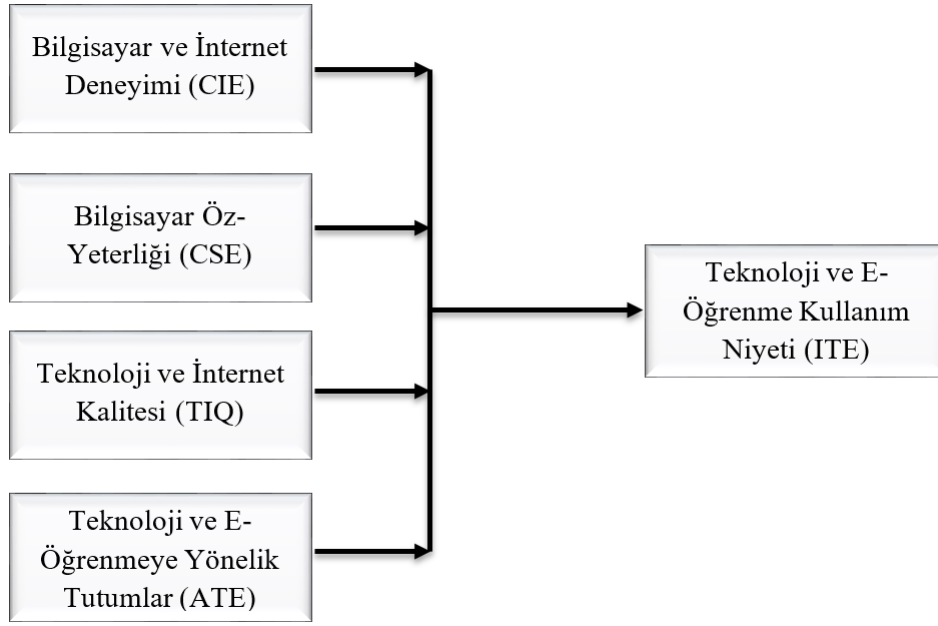 Bilgisayar ve İnternet
Deneyimi (CIE)
Bilgisayar Öz-
Yeterliği (CSE)
Teknoloji ve İnternet
Kalitesi (TIQ)
Teknoloji ve E-
Öğrenmeye Yönelik
Tutumlar (ATE)
Teknoloji ve E-
Öğrenme Kullanım
Niyeti (ITE)